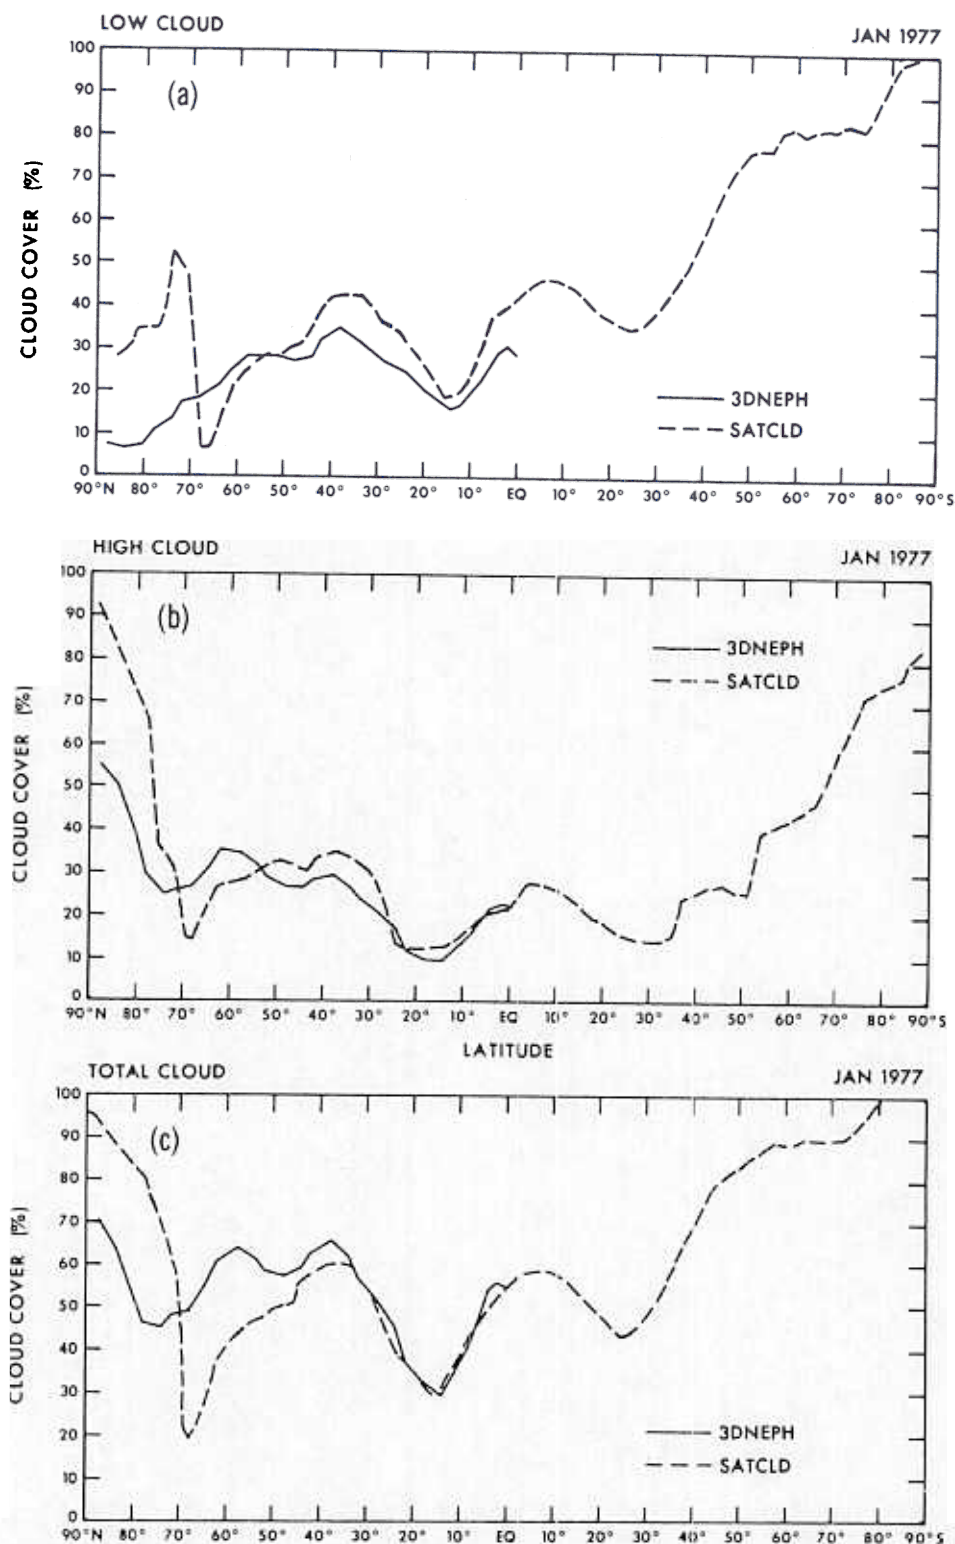 LOW CLOUD
JAN 1977
(a)
100
90
80
70
60
50
40
30
20
10
0
CLOUD COVER (%)
3DNEPH
SATCLD
90°N 80° 70° 60° 50° 40° 30° 20° 10° EQ 10° 20° 30° 40° 50° 60° 70° 80° 90°S
HIGH CLOUD
JAN 1977
(b)
100
90
80
70
60
50
40
30
20
10
0
CLOUD COVER (%)
3DNEPH
SATCLD
90°N 80° 70° 60° 50° 40° 30° 20° 10° EQ 10° 20° 30° 40° 50° 60° 70° 80° 90°S
LATITUDE
TOTAL CLOUD
JAN 1977
(c)
100
90
80
70
60
50
40
30
20
10
0
CLOUD COVER (%)
3DNEPH
SATCLD
90°N 80° 70° 60° 50° 40° 30° 20° 10° EQ 10° 20° 30° 40° 50° 60° 70° 80° 90°S